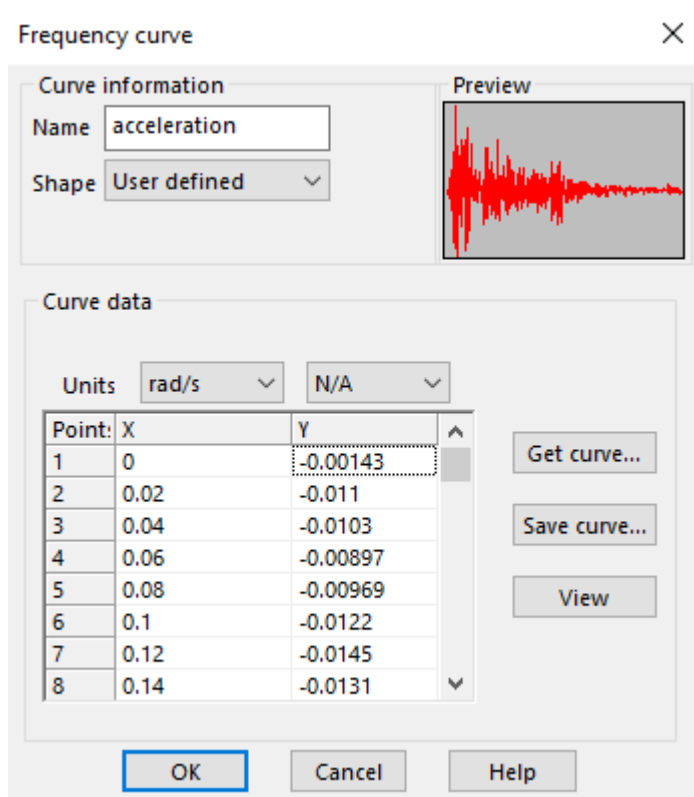 Frequency curve
Curve information
Preview
Name acceleration
Shape User defined
Curve data
Units rad/s N/A
Point: X Y
1 0 -0.00143
2 0.02 -0.011
3 0.04 -0.0103
4 0.06 -0.00897
5 0.08 -0.00969
6 0.1 -0.0122
7 0.12 -0.0145
8 0.14 -0.0131
Get curve...
Save curve...
View
OK Cancel Help